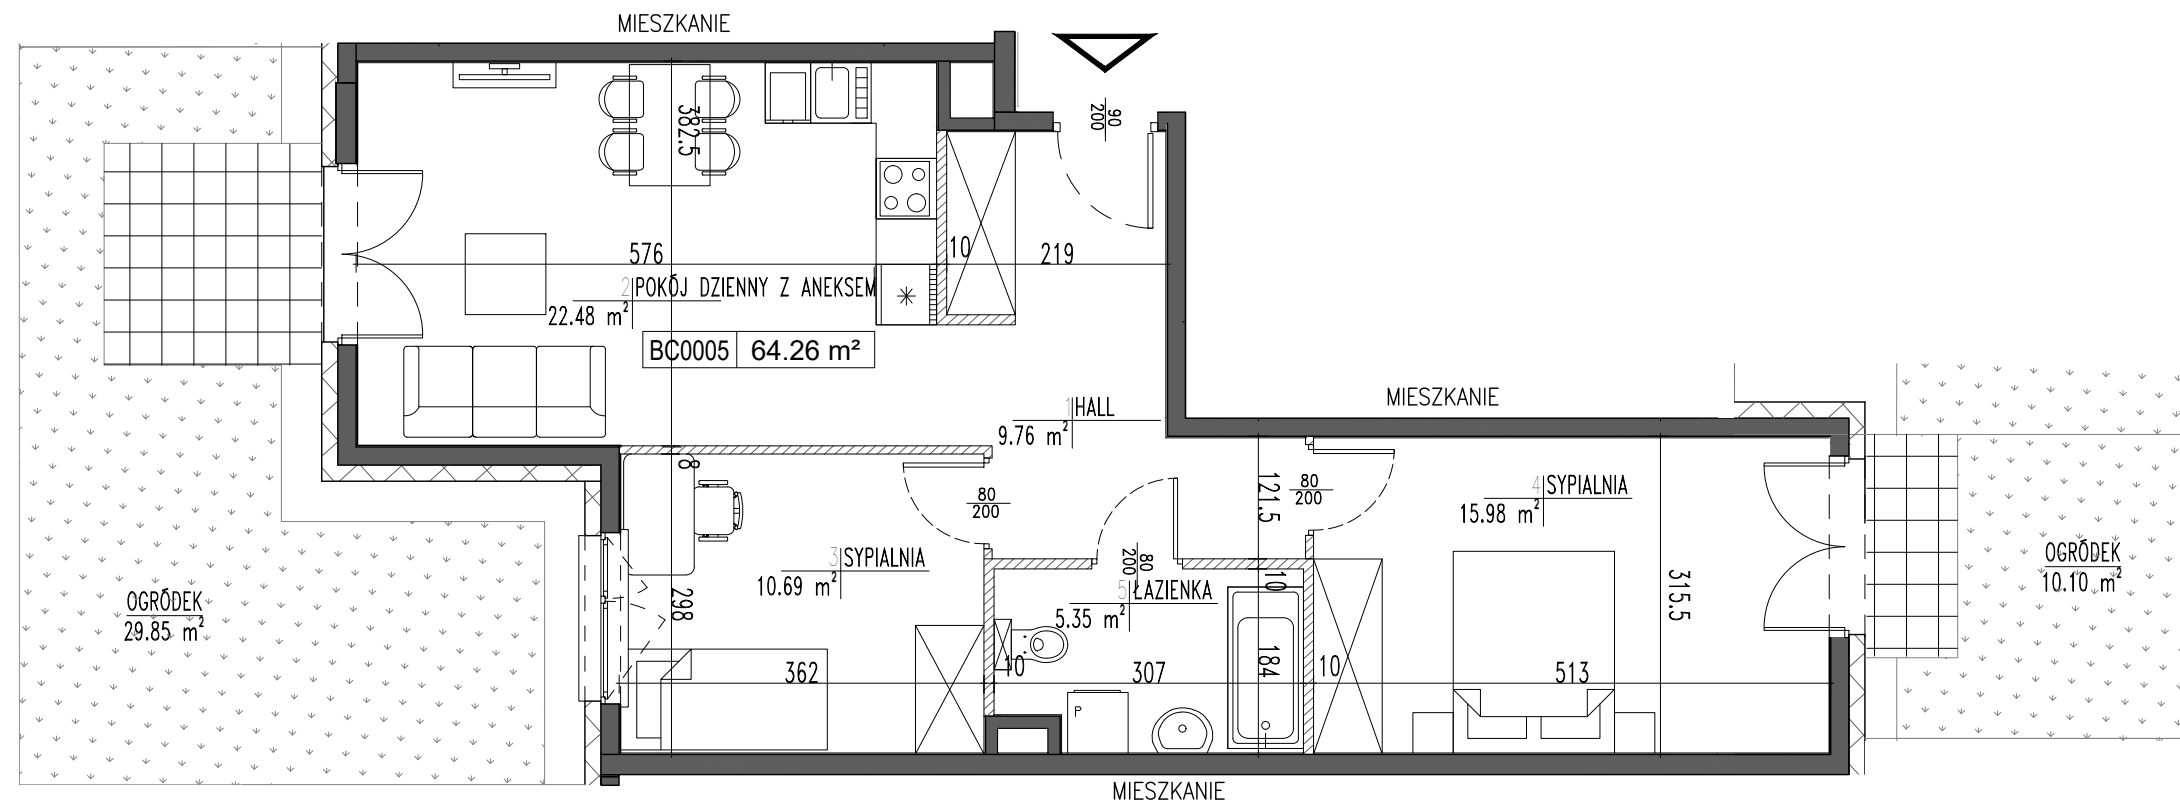 MIESZKANIE
90
200
382.5
576
10
219
2 POKÓJ DZIENNY Z ANEKSEM
22.48 m²
BC0005 64.26 m²
MIESZKANIE
1 HALL
9.76 m²
8
80
200
121.5
80
200
4 SYPIALNIA
15.98 m²
3 SYPIALNIA
10.69 m²
80
200
10
5 ŁAZIENKA
5.35 m²
298
315.5
OGRÓDEK
29.85 m²
OGRÓDEK
10.10 m²
362
10
307
184
10
513
P
MIESZKANIE